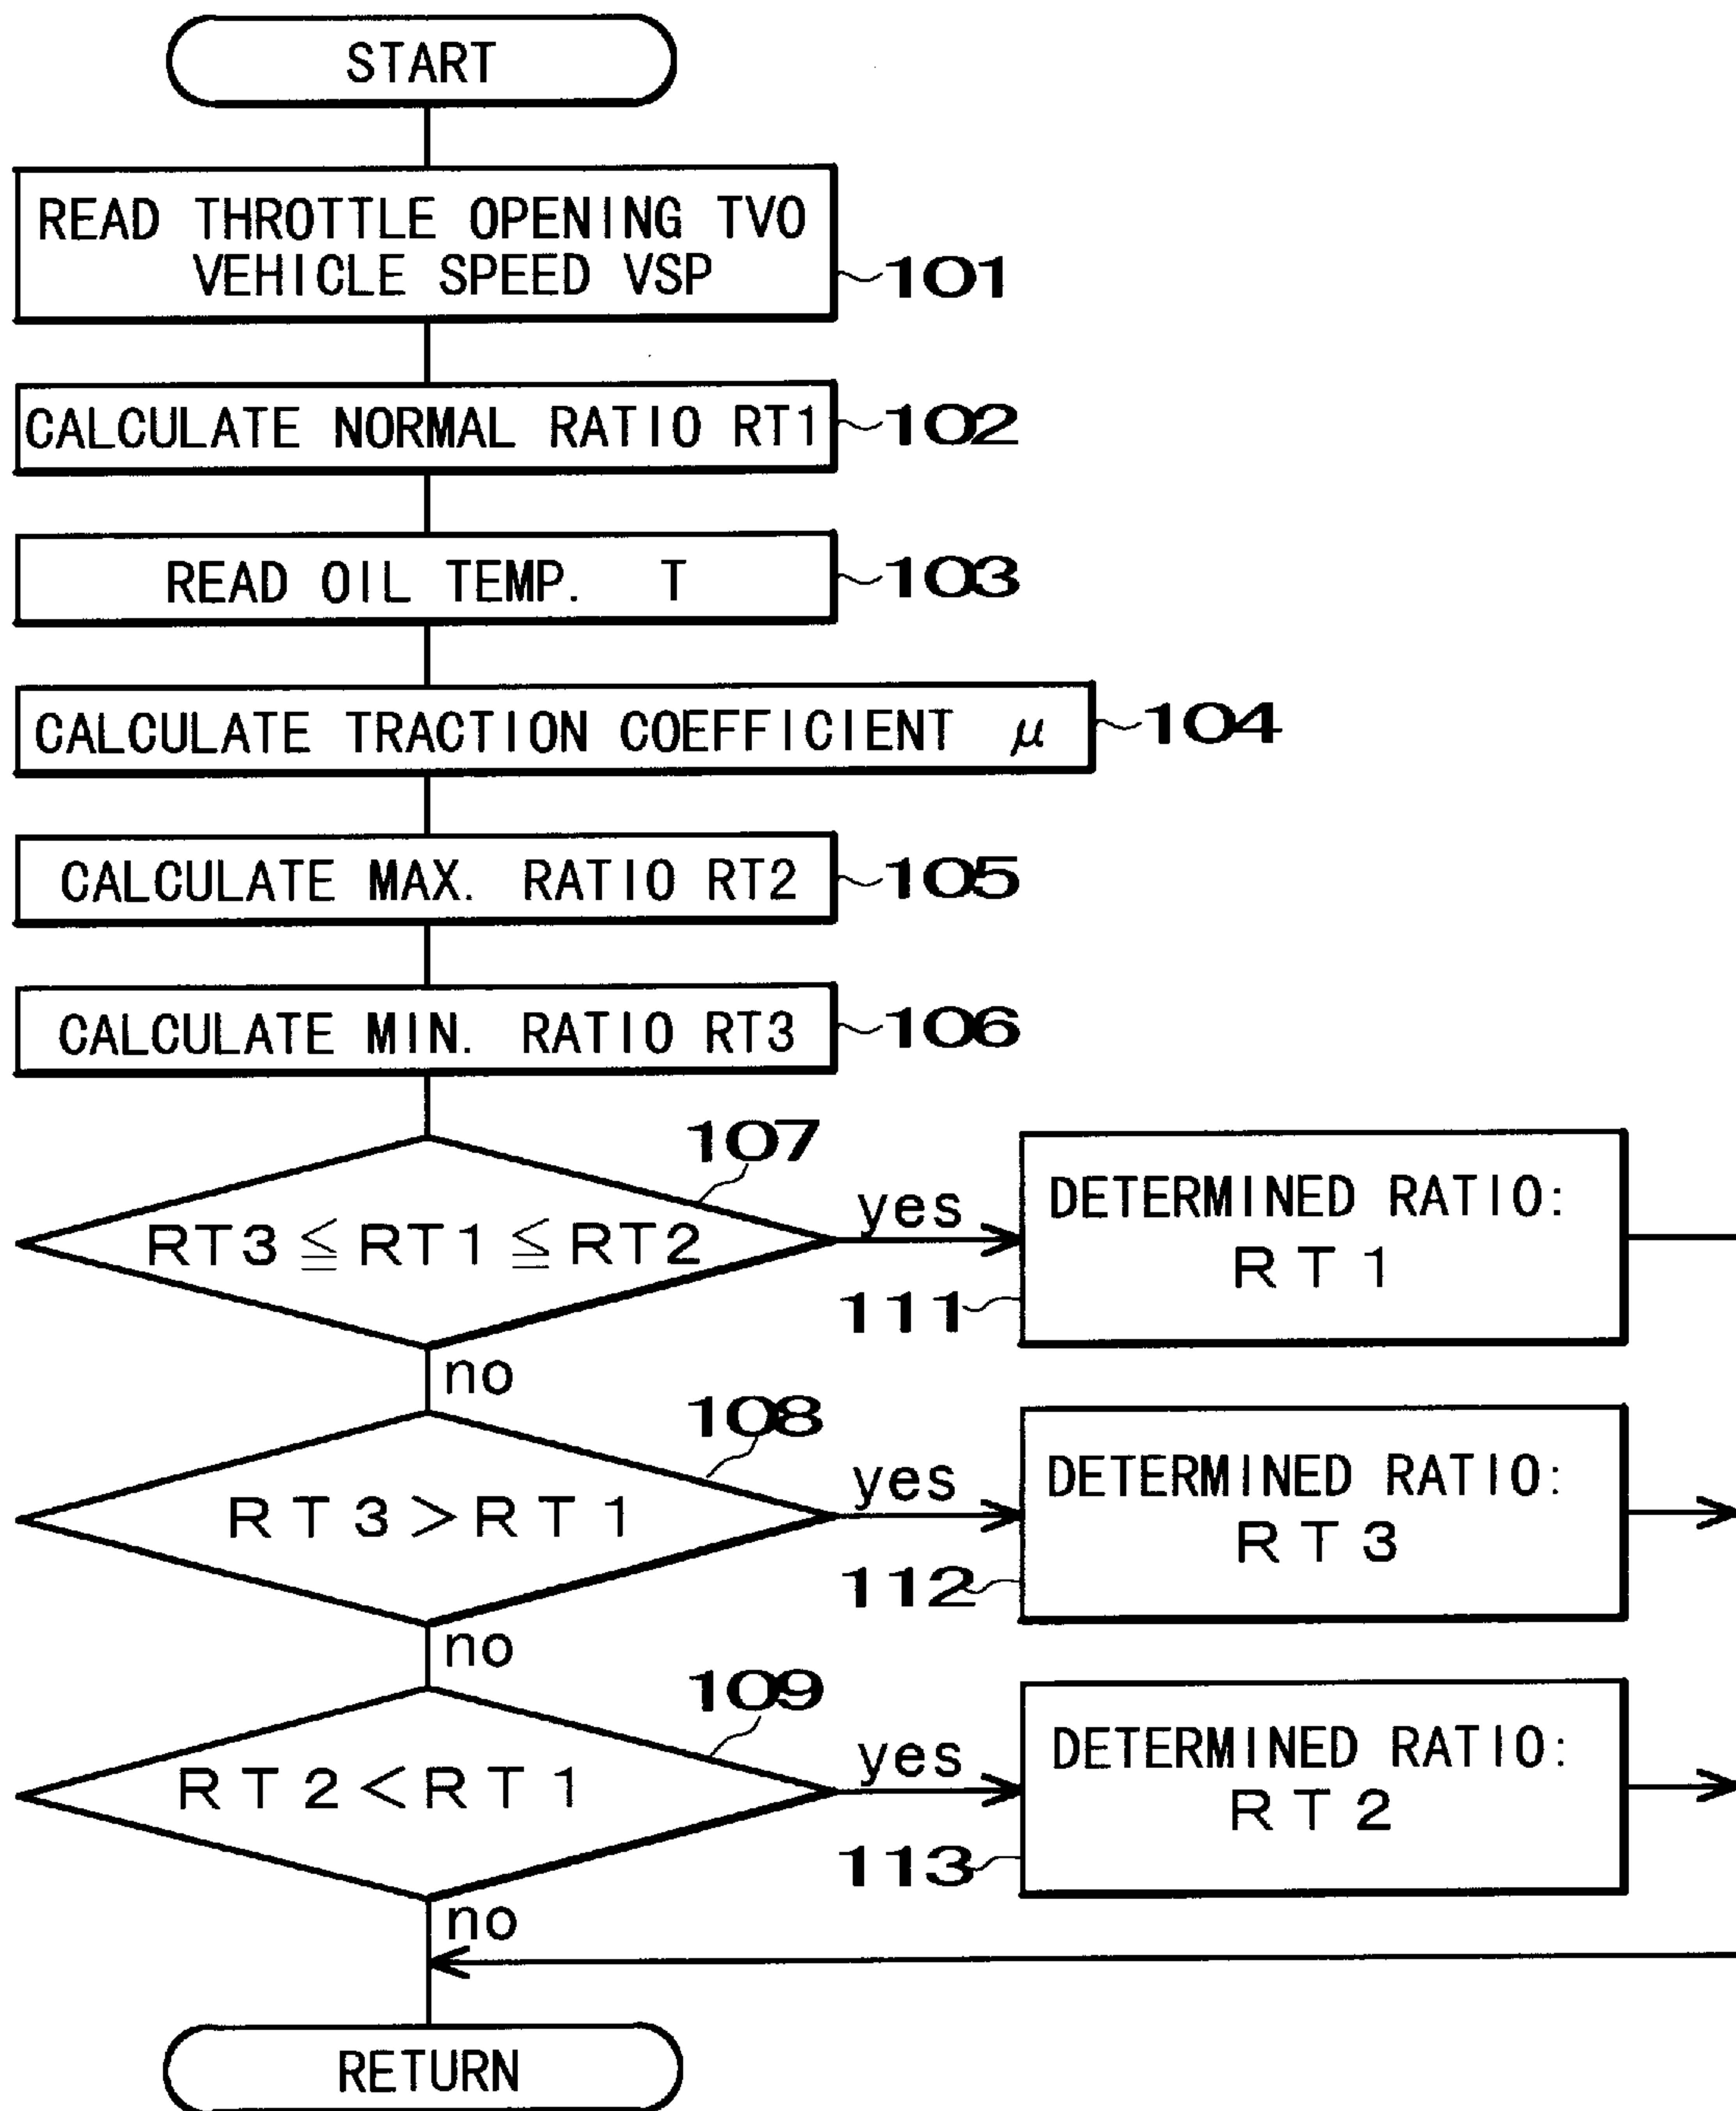 START
READ THROTTLE OPENING TVO
VEHICLE SPEED VSP
101
CALCULATE NORMAL RATIO RT1
102
READ OIL TEMP. T
103
CALCULATE TRACTION COEFFICIENT μ
104
CALCULATE MAX. RATIO RT2
105
CALCULATE MIN. RATIO RT3
106
107
RT3 ≦ RT1 ≦ RT2
yes
DETERMINED RATIO:
RT1
111
no
108
RT3 > RT1
yes
DETERMINED RATIO:
RT3
112
no
109
RT2 < RT1
yes
DETERMINED RATIO:
RT2
113
no
RETURN